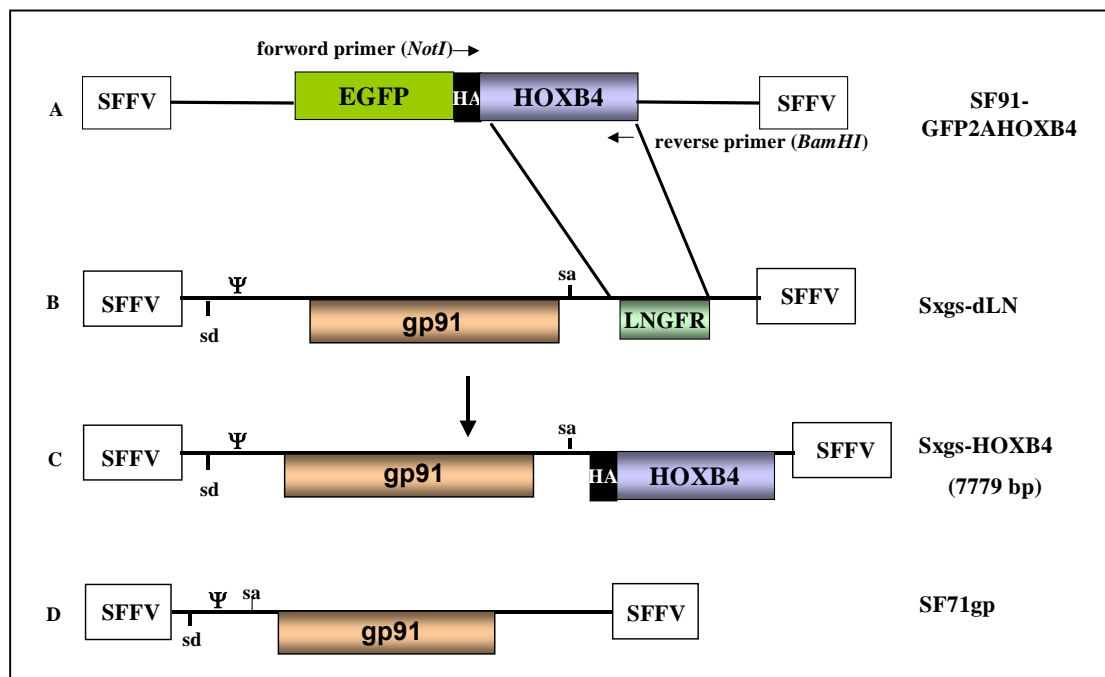 forword primer (NotI)
A
SFFV
EGFP
HA
HOXB4
SFFV
SF91-
GFP2AHOXB4
reverse primer (BamHI)
B
SFFV
Ψ
sd
gp91
sa
LNGFR
SFFV
Sxgs-dLN
C
SFFV
Ψ
sd
gp91
sa
HA
HOXB4
SFFV
Sxgs-HOXB4
(7779 bp)
D
SFFV
Ψ
sd
sa
gp91
SFFV
SF71gp